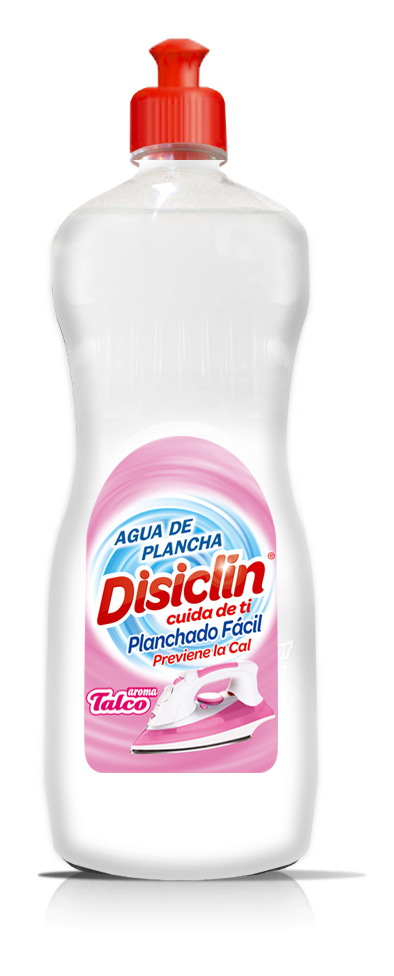 AGUA DE
PLANCHA
Disiclin®
cuida de ti
Planchado Fácil
Previene la Cal
aroma
Talco